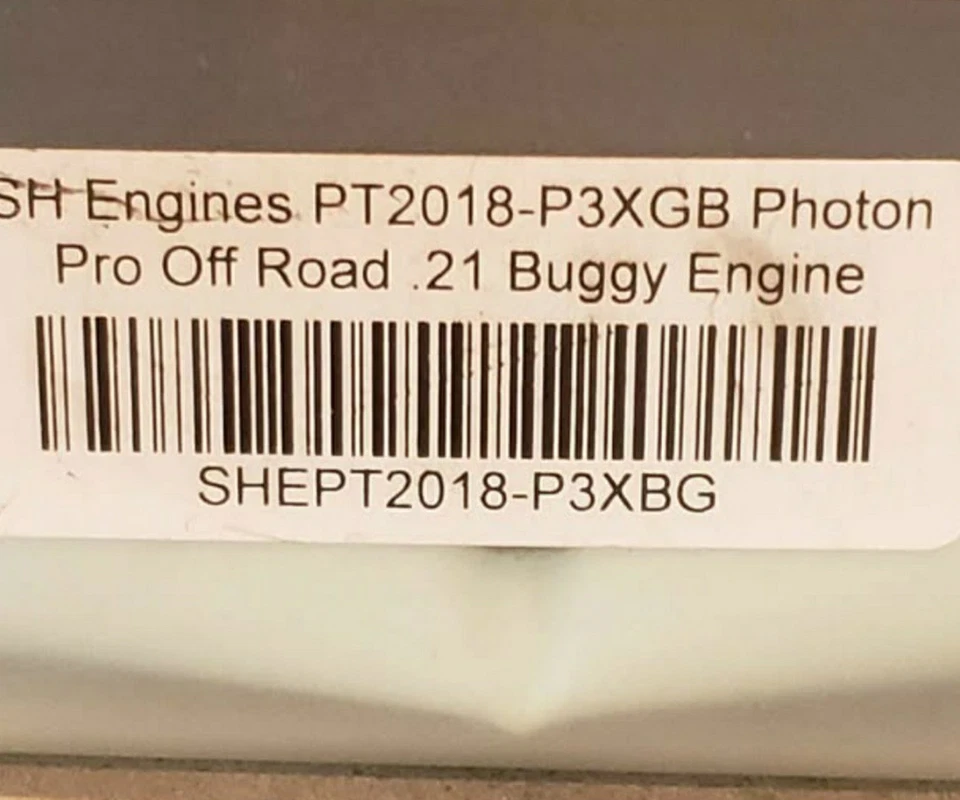 SH Engines PT2018-P3XGB Photon
Pro Off Road .21 Buggy Engine
SHEPT2018-P3XBG